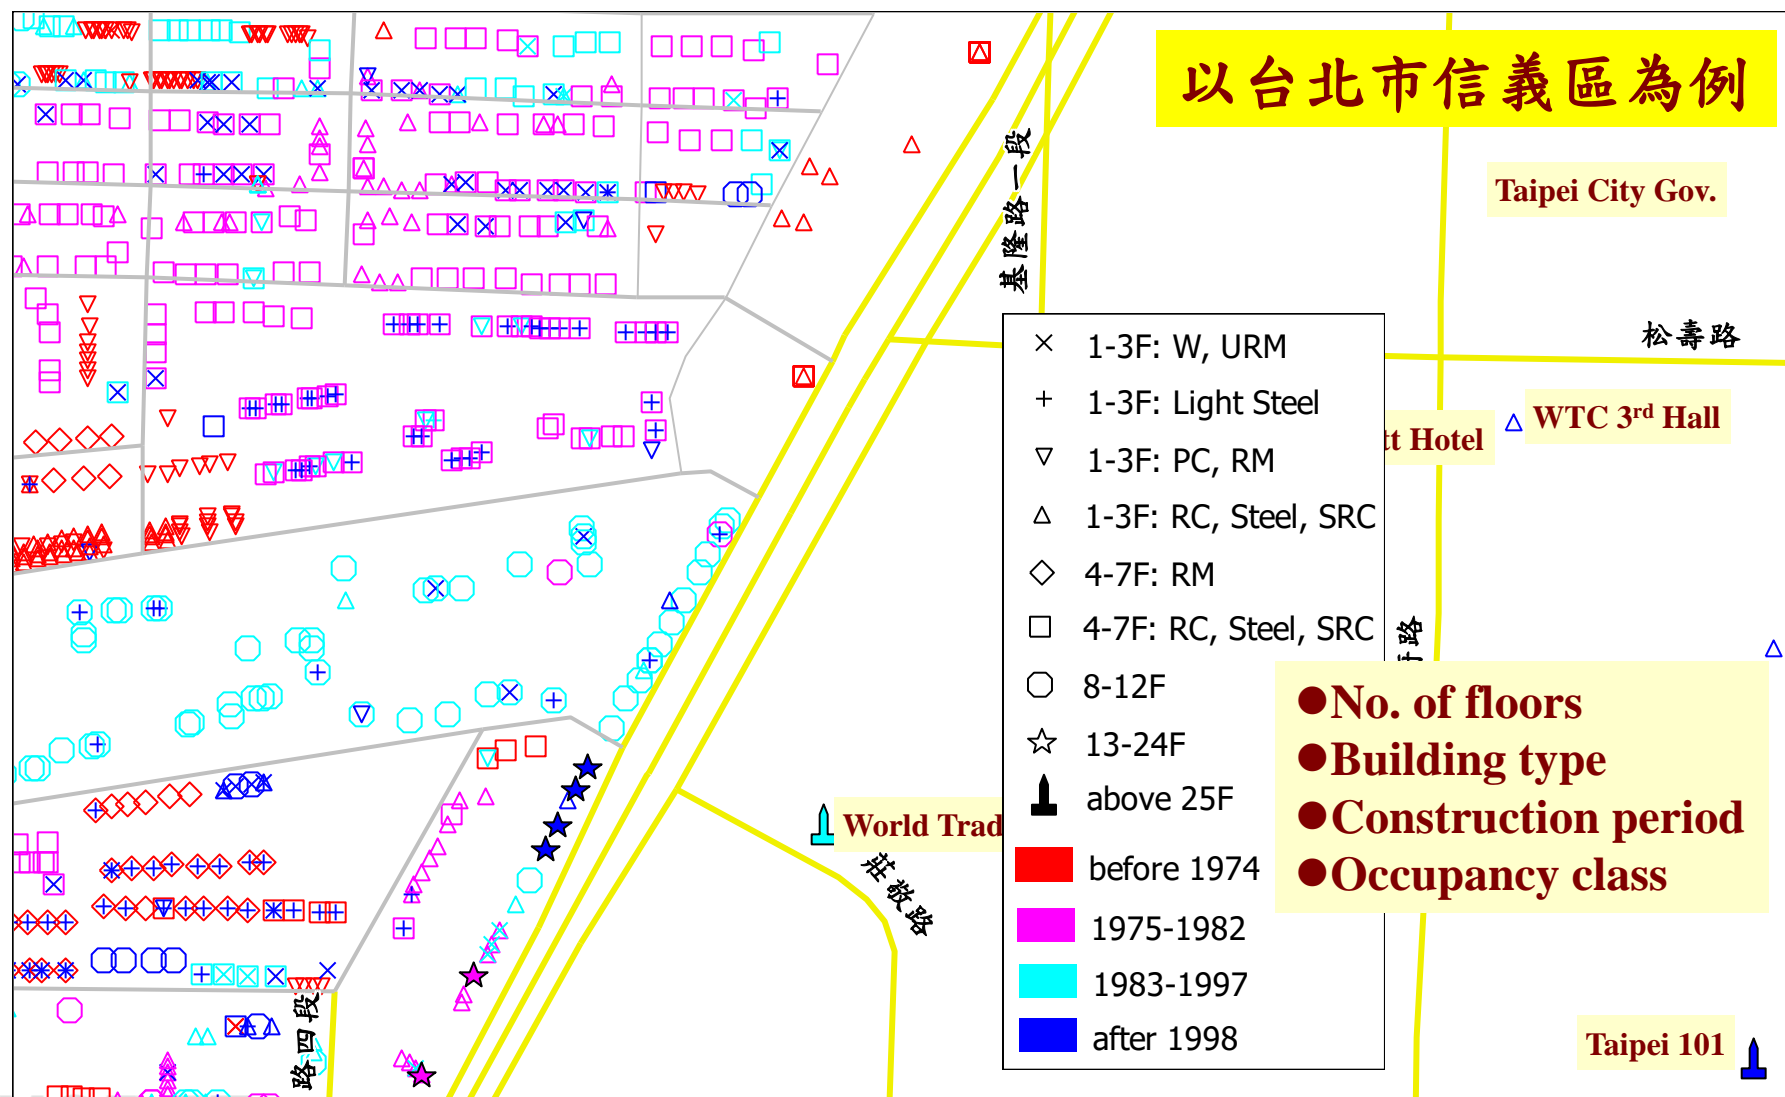 以台北市信義區為例
基隆路一段
Taipei City Gov.
松壽路
1-3F: W, URM
1-3F: Light Steel
1-3F: PC, RM
1-3F: RC, Steel, SRC
4-7F: RM
4-7F: RC, Steel, SRC
8-12F
13-24F
above 25F
before 1974
1975-1982
1983-1997
after 1998
WTC 3rd Hall
tt Hotel
路
●No. of floors
●Building type
●Construction period
●Occupancy class
World Trad
莊敬路
路四段
Taipei 101